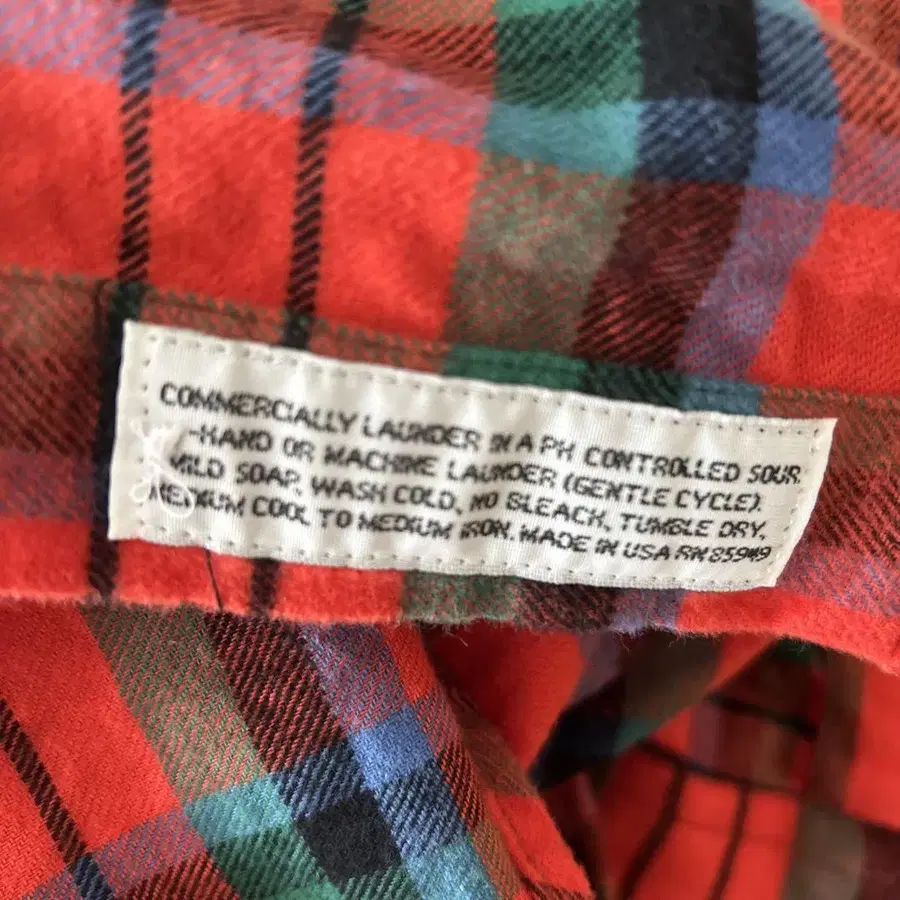 COMMERCIALLY LAUNDER IN A PH CONTROLLED SOUR
-HAND OR MACHINE LAUNDER (GENTLE CYCLE).
MILD SOAP, WASH COLD, NO BLEACH, TUMBLE DRY,
MEDIUM COOL TO MEDIUM IRON. MADE IN USA RN 85949